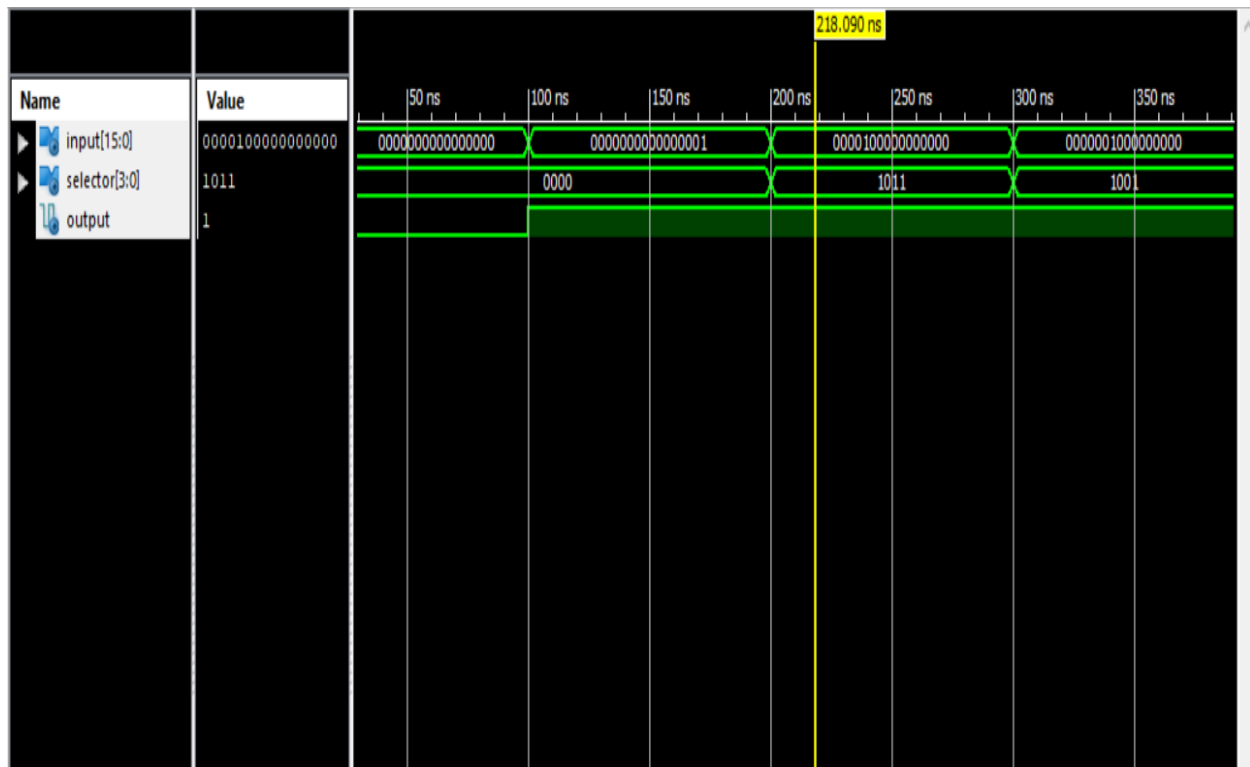 218.090 ns
Name Value |50 ns |100 ns |150 ns |200 ns |250 ns |300 ns |350 ns
input[15:0] 0000100000000000 0000000000000000 0000000000000001 0000100000000000 0000001000000000
selector[3:0] 1011 0000 1011 1001
output 1